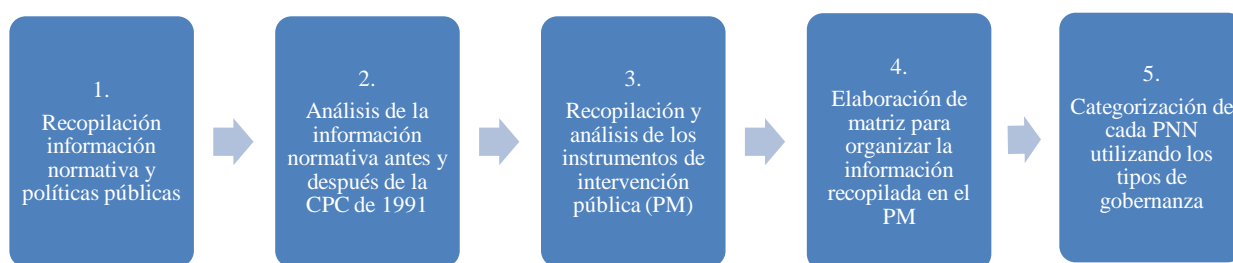 1.
Recopilación
información
normativa y
políticas públicas
2.
Análisis de la
información
normativa antes y
después de la
CPC de 1991
3.
Recopilación y
análisis de los
instrumentos de
intervención
pública (PM)
4.
Elaboración de
matriz para
organizar la
información
recopilada en el
PM
5.
Categorización de
cada PNN
utilizando los
tipos de
gobernanza